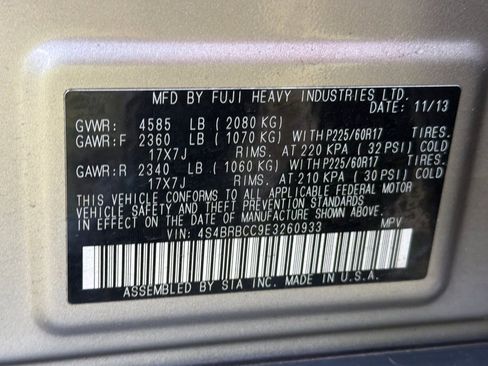 MFD BY FUJI HEAVY INDUSTRIES LTD.
DATE: 11/13
GVWR: 4585 LB (2080 KG)
GAWR:F 2360 LB (1070 KG) WITH P225/60R17 TIRES.
17X7J RIMS. AT 220 KPA (32 PSI) COLD
GAWR:R 2340 LB (1060 KG) WITH P225/60R17 TIRES.
17X7J RIMS. AT 210 KPA (30 PSI) COLD
THIS VEHICLE CONFORMS TO ALL APPLICABLE FEDERAL MOTOR
VEHICLE SAFETY AND THEFT PREVENTION STANDARDS
IN EFFECT ON THE DATE OF MANUFACTURE SHOWN ABOVE.
VIN: 4S4BRBCC9E3260933 MPV
ASSEMBLED BY SIA INC. MADE IN U.S.A.